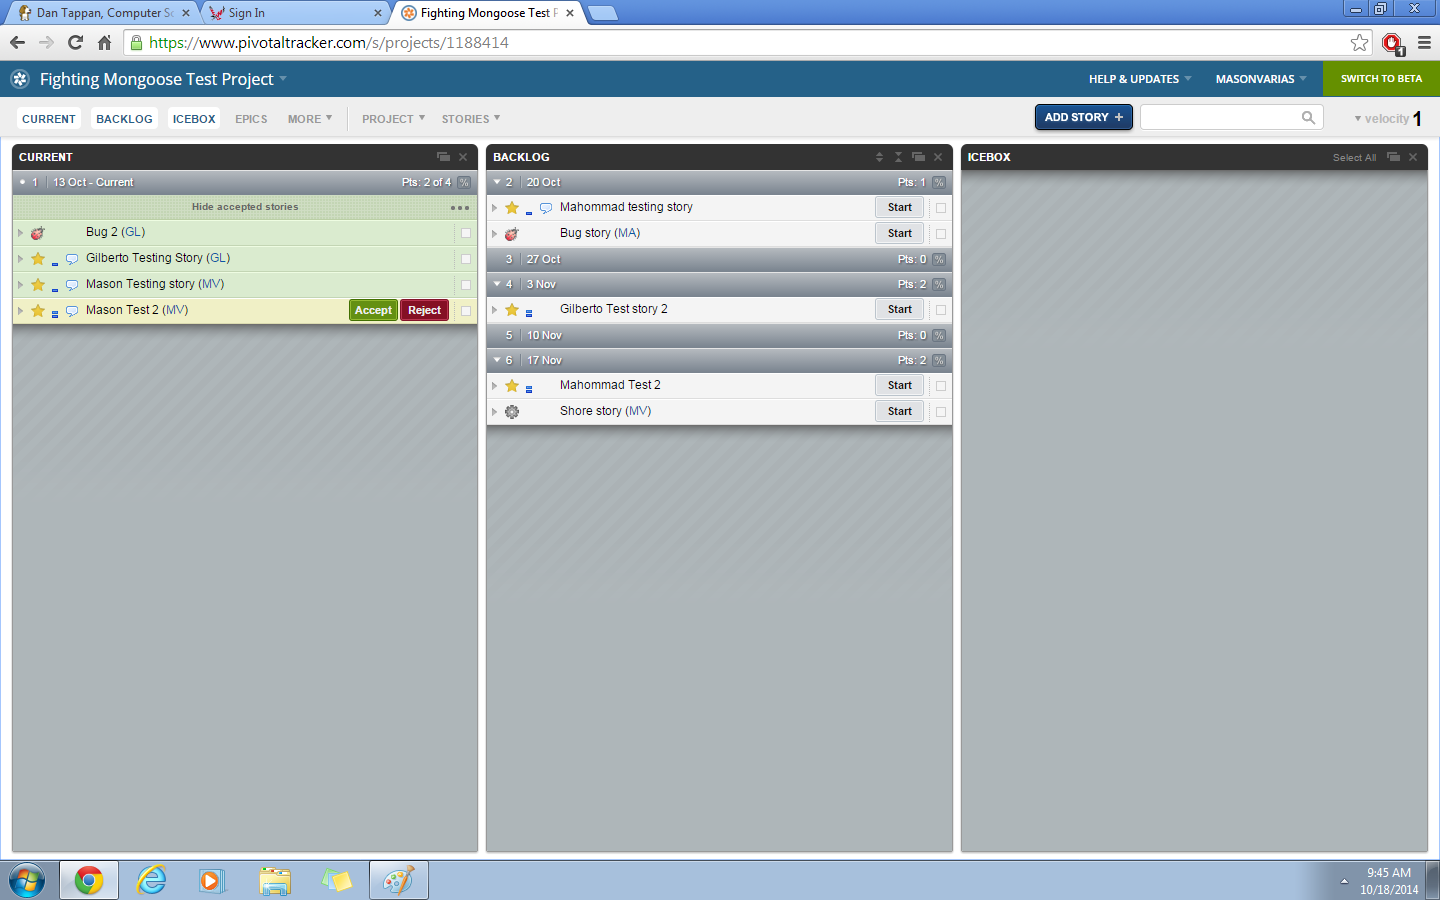 Dan Tappan, Computer Sc
Sign In
Fighting Mongoose Test P
https://www.pivotaltracker.com/s/projects/1188414
1
Fighting Mongoose Test Project
HELP & UPDATES
MASONVARIAS
SWITCH TO BETA
CURRENT
BACKLOG
ICEBOX
EPICS
MORE
PROJECT
STORIES
ADD STORY +
velocity 1
CURRENT
1 13 Oct - Current Pts: 2 of 4 %
Hide accepted stories
Bug 2 (GL)
Gilberto Testing Story (GL)
Mason Testing story (MV)
Mason Test 2 (MV) Accept Reject
BACKLOG
2 20 Oct Pts: 1 %
Mahommad testing story Start
Bug story (MA) Start
3 27 Oct Pts: 0 %
4 3 Nov Pts: 2 %
Gilberto Test story 2 Start
5 10 Nov Pts: 0 %
6 17 Nov Pts: 2 %
Mahommad Test 2 Start
Shore story (MV) Start
ICEBOX Select All
9:45 AM
10/18/2014